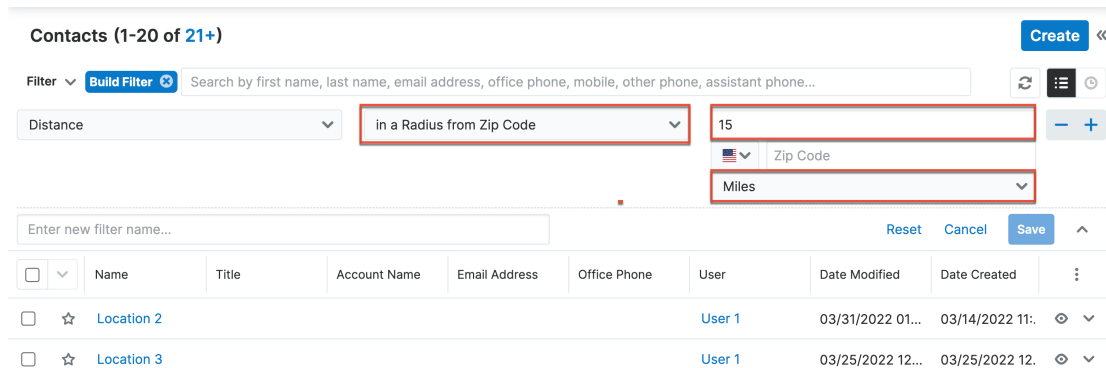 Contacts (1-20 of 21+)
Create
Filter
Build Filter
Search by first name, last name, email address, office phone, mobile, other phone, assistant phone...
Distance
in a Radius from Zip Code
15
Zip Code
Miles
Enter new filter name...
Reset
Cancel
Save
Name Title Account Name Email Address Office Phone User Date Modified Date Created
Location 2 User 1 03/31/2022 01... 03/14/2022 11:.
Location 3 User 1 03/25/2022 12... 03/25/2022 12.